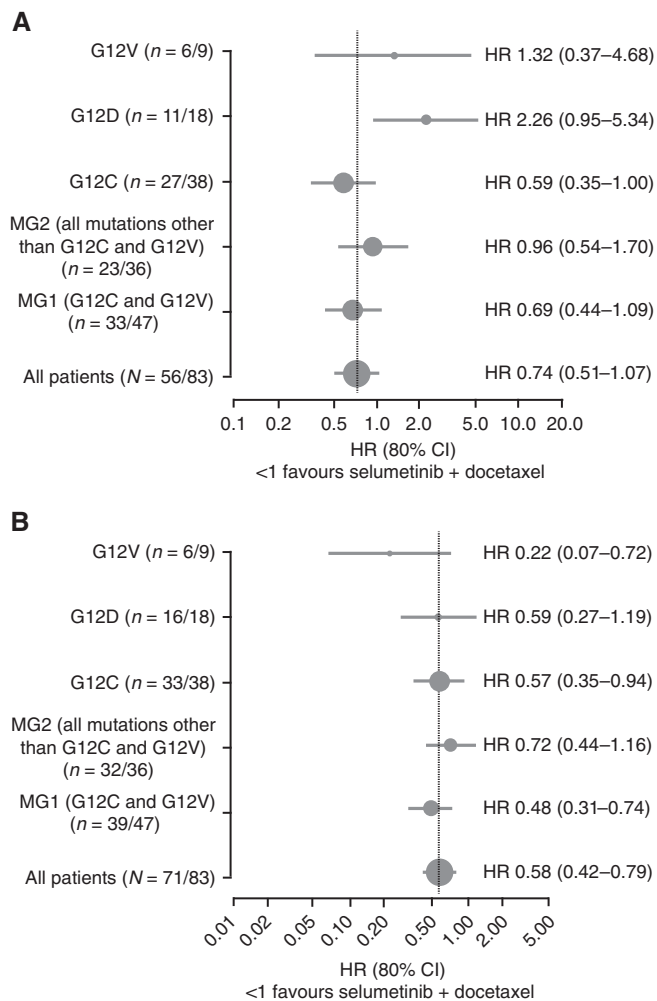 A
G12V (n = 6/9) HR 1.32 (0.37–4.68)
G12D (n = 11/18) HR 2.26 (0.95–5.34)
G12C (n = 27/38) HR 0.59 (0.35–1.00)
MG2 (all mutations other
than G12C and G12V) HR 0.96 (0.54–1.70)
(n = 23/36)
MG1 (G12C and G12V) HR 0.69 (0.44–1.09)
(n = 33/47)
All patients (N = 56/83) HR 0.74 (0.51–1.07)
0.1 0.2 0.5 1.0 2.0 5.0 10.0 20.0
HR (80% CI)
<1 favours selumetinib + docetaxel
B
G12V (n = 6/9) HR 0.22 (0.07–0.72)
G12D (n = 16/18) HR 0.59 (0.27–1.19)
G12C (n = 33/38) HR 0.57 (0.35–0.94)
MG2 (all mutations other
than G12C and G12V) HR 0.72 (0.44–1.16)
(n = 32/36)
MG1 (G12C and G12V) HR 0.48 (0.31–0.74)
(n = 39/47)
All patients (N = 71/83) HR 0.58 (0.42–0.79)
0.01 0.02 0.05 0.10 0.20 0.50 1.00 2.00 5.00
HR (80% CI)
<1 favours selumetinib + docetaxel